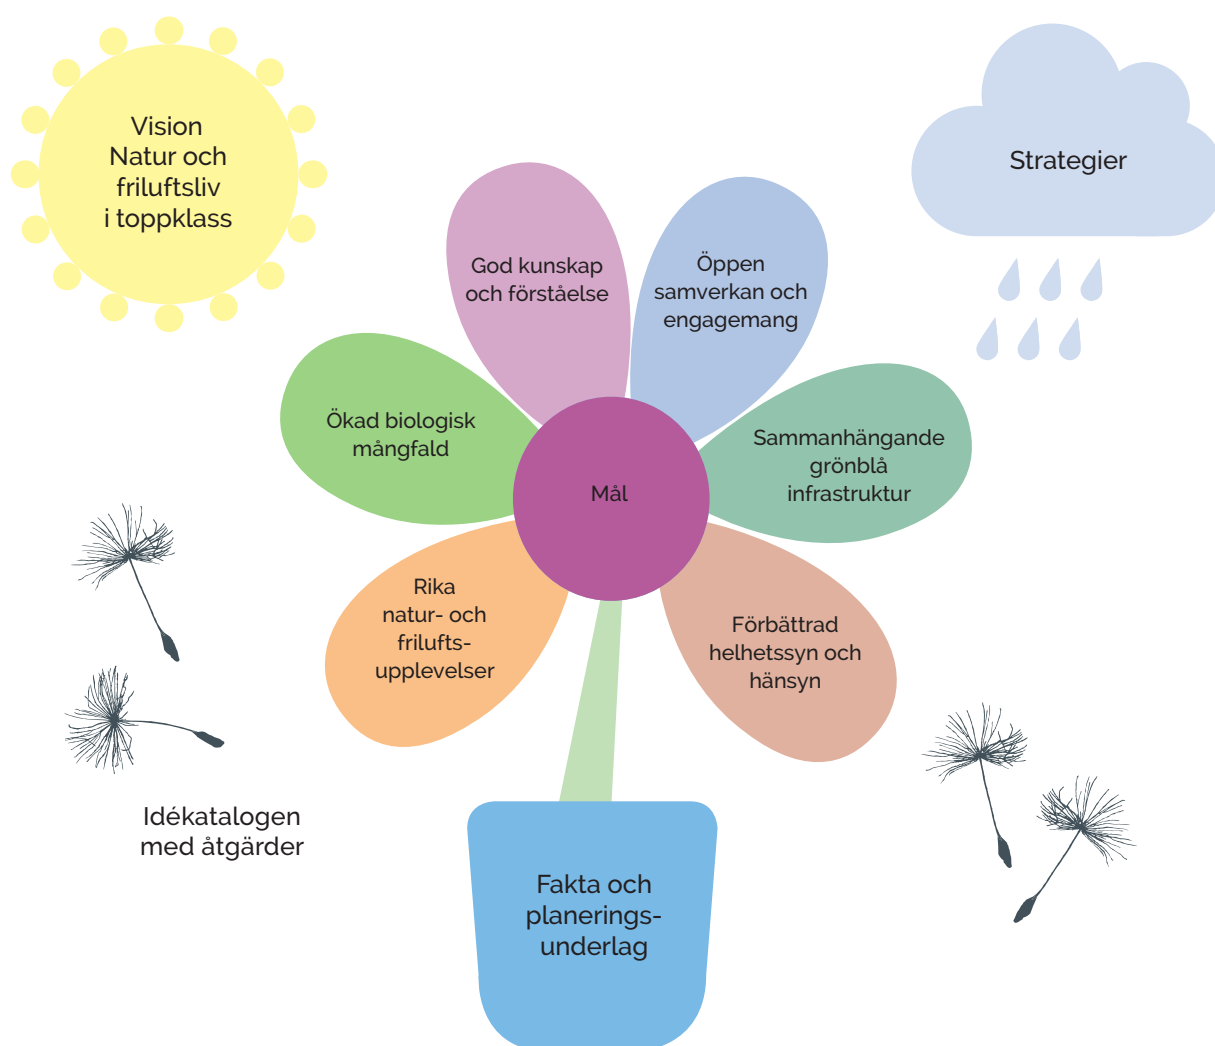 Vision
Natur och
friluftsliv
i toppklass
Strategier
God kunskap
och förståelse
Öppen
samverkan och
engagemang
Ökad biologisk
mångfald
Sammanhängande
grönblå
infrastruktur
Mål
Rika
natur- och
frilufts-
upplevelser
Förbättrad
helhetssyn och
hänsyn
Idékatalogen
med åtgärder
Fakta och
planerings-
underlag